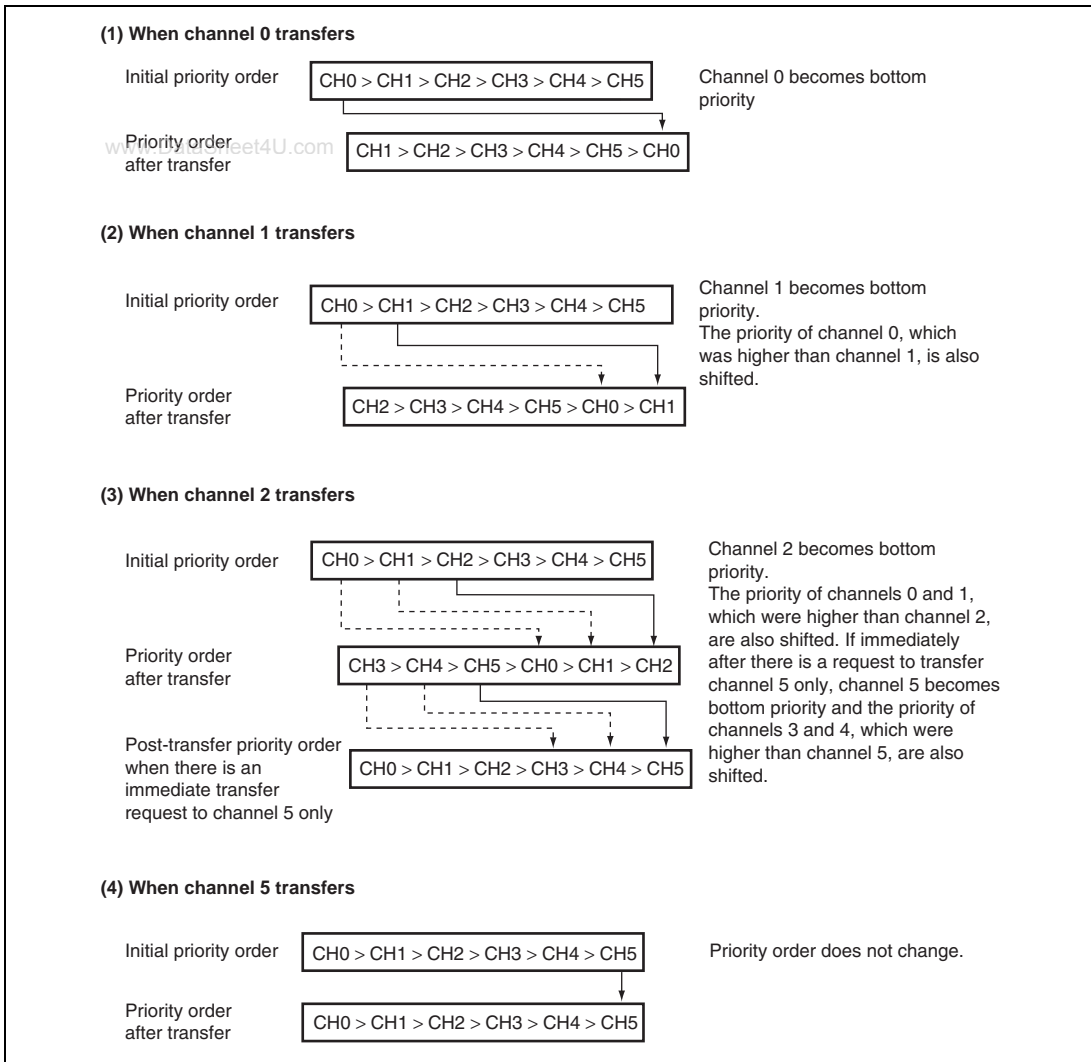 (1) When channel 0 transfers
Initial priority order
CH0 > CH1 > CH2 > CH3 > CH4 > CH5
Channel 0 becomes bottom
priority
www.DataSheet4U.com
Priority order
after transfer
CH1 > CH2 > CH3 > CH4 > CH5 > CH0
(2) When channel 1 transfers
Initial priority order
CH0 > CH1 > CH2 > CH3 > CH4 > CH5
Channel 1 becomes bottom
priority.
The priority of channel 0, which
was higher than channel 1, is also
shifted.
Priority order
after transfer
CH2 > CH3 > CH4 > CH5 > CH0 > CH1
(3) When channel 2 transfers
Initial priority order
CH0 > CH1 > CH2 > CH3 > CH4 > CH5
Channel 2 becomes bottom
priority.
The priority of channels 0 and 1,
which were higher than channel 2,
are also shifted. If immediately
after there is a request to transfer
channel 5 only, channel 5 becomes
bottom priority and the priority of
channels 3 and 4, which were
higher than channel 5, are also
shifted.
Priority order
after transfer
CH3 > CH4 > CH5 > CH0 > CH1 > CH2
Post-transfer priority order
when there is an
immediate transfer
request to channel 5 only
CH0 > CH1 > CH2 > CH3 > CH4 > CH5
(4) When channel 5 transfers
Initial priority order
CH0 > CH1 > CH2 > CH3 > CH4 > CH5
Priority order does not change.
Priority order
after transfer
CH0 > CH1 > CH2 > CH3 > CH4 > CH5